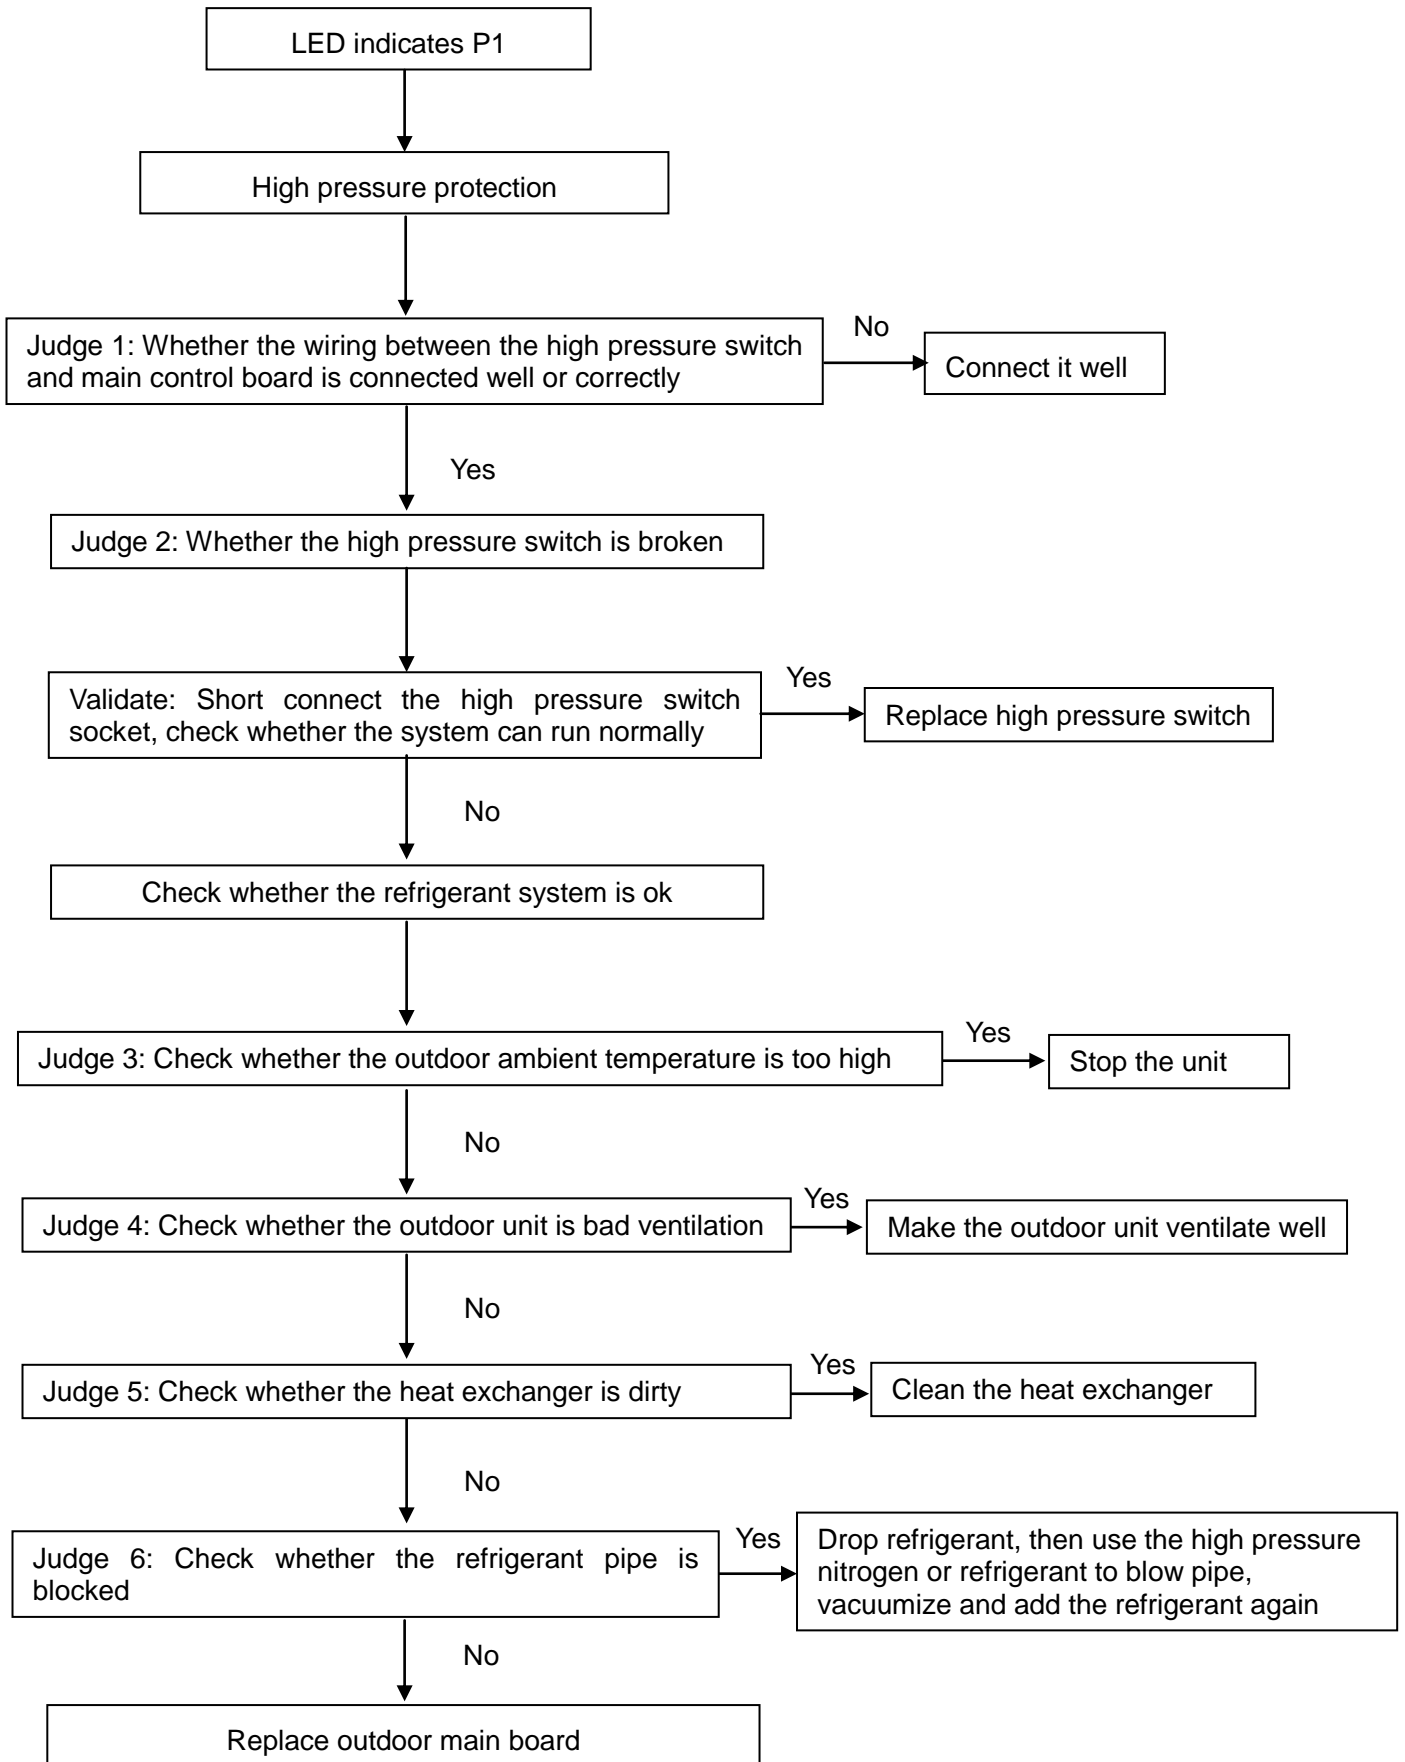 LED indicates P1
High pressure protection
Judge 1: Whether the wiring between the high pressure switch
and main control board is connected well or correctly
No
Connect it well
Yes
Judge 2: Whether the high pressure switch is broken
Validate: Short connect the high pressure switch
socket, check whether the system can run normally
Yes
Replace high pressure switch
No
Check whether the refrigerant system is ok
Judge 3: Check whether the outdoor ambient temperature is too high
Yes
Stop the unit
No
Judge 4: Check whether the outdoor unit is bad ventilation
Yes
Make the outdoor unit ventilate well
No
Judge 5: Check whether the heat exchanger is dirty
Yes
Clean the heat exchanger
No
Judge 6: Check whether the refrigerant pipe is
blocked
Yes
Drop refrigerant, then use the high pressure
nitrogen or refrigerant to blow pipe,
vacuumize and add the refrigerant again
No
Replace outdoor main board